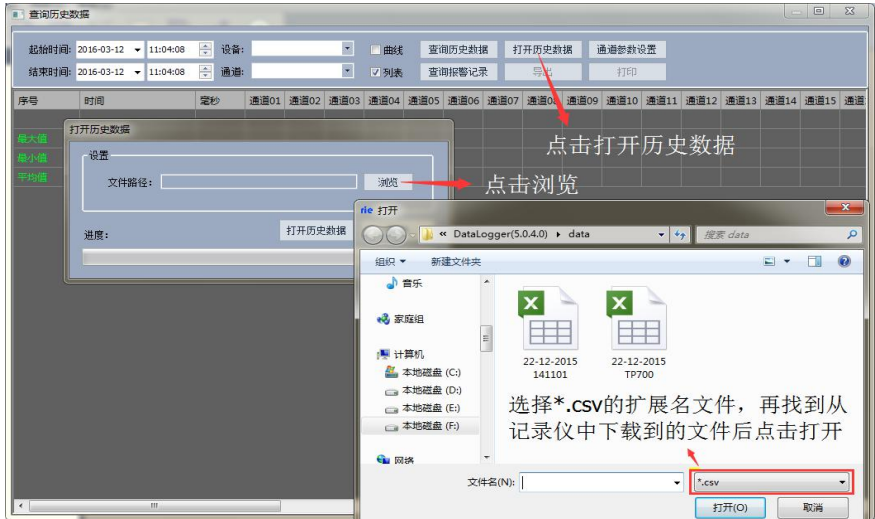 查询历史数据
起始时间: 2016-03-12 11:04:08 设备: 曲线 查询历史数据 打开历史数据 通道参数设置
结束时间: 2016-03-12 11:04:08 通道: 列表 查询报警记录 导出 打印
序号 时间 毫秒 通道01 通道02 通道03 通道04 通道05 通道06 通道07 通道08 通道09 通道10 通道11 通道12 通道13 通道14 通道15 通道
最大值
最小值
平均值
打开历史数据
设置
文件路径: 浏览
进度: 打开历史数据
点击打开历史数据
点击浏览
rie 打开
« DataLogger(5.0.4.0) ▸ data 搜索 data
组织 新建文件夹
音乐
家庭组
计算机
本地磁盘 (C:)
本地磁盘 (D:)
本地磁盘 (E:)
本地磁盘 (F:)
网络
22-12-2015
141101
22-12-2015
TP700
选择*.csv的扩展名文件，再找到从
记录仪中下载到的文件后点击打开
文件名(N): *.csv
打开(O) 取消